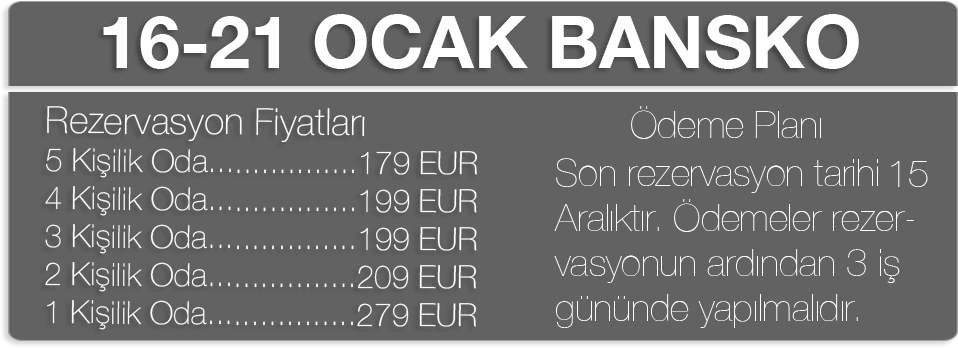 16-21 OCAK BANSKO
Rezervasyon Fiyatları
5 Kişilik Oda.................179 EUR
4 Kişilik Oda.................199 EUR
3 Kişilik Oda.................199 EUR
2 Kişilik Oda.................209 EUR
1 Kişilik Oda.................279 EUR
Ödeme Planı
Son rezervasyon tarihi 15
Aralıktır. Ödemeler rezer-
vasyonun ardından 3 iş
gününde yapılmalıdır.